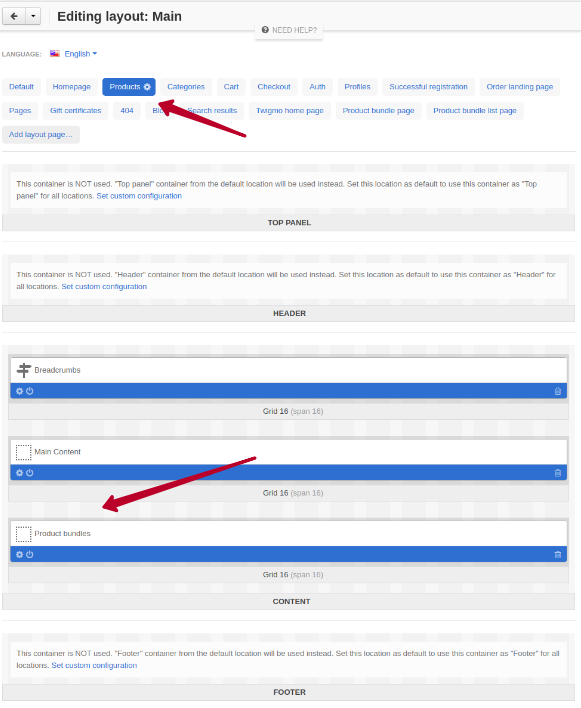 Editing layout: Main
NEED HELP?
LANGUAGE: English
Default Homepage Products Categories Cart Checkout Auth Profiles Successful registration Order landing page
Pages Gift certificates 404 Search results Twigmo home page Product bundle page Product bundle list page
Add layout page...
This container is NOT used. "Top panel" container from the default location will be used instead. Set this location as default to use this container as "Top
panel" for all locations. Set custom configuration
TOP PANEL
This container is NOT used. "Header" container from the default location will be used instead. Set this location as default to use this container as "Header" for
all locations. Set custom configuration
HEADER
Breadcrumbs
Grid 16 (span 16)
Main Content
Grid 16 (span 16)
Product bundles
Grid 16 (span 16)
CONTENT
This container is NOT used. "Footer" container from the default location will be used instead. Set this location as default to use this container as "Footer" for all
locations. Set custom configuration
FOOTER